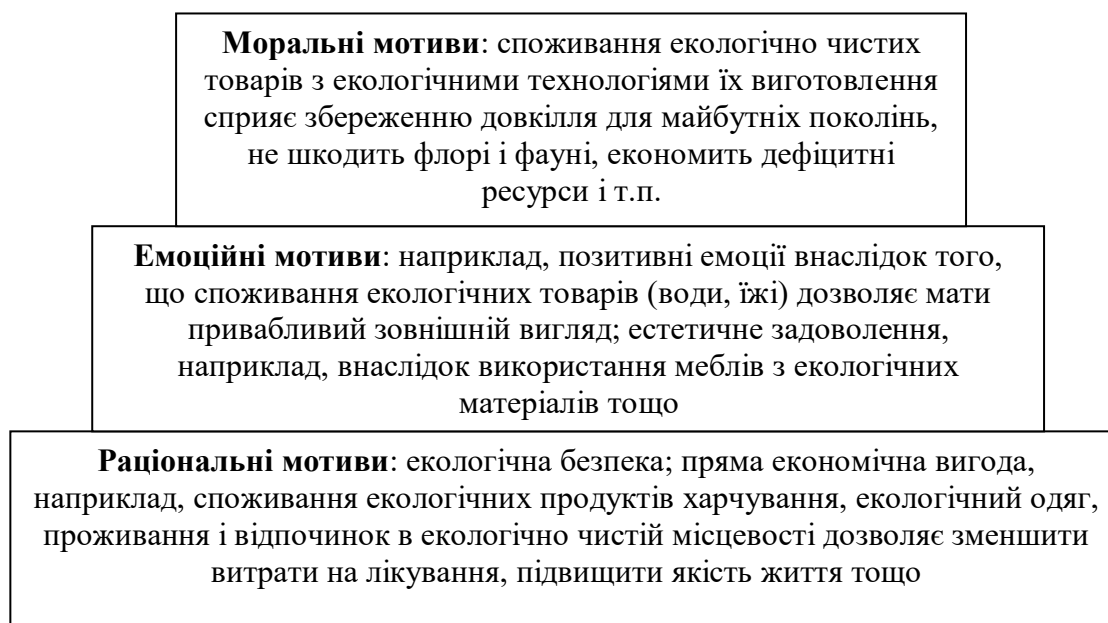 Моральні мотиви: споживання екологічно чистих
товарів з екологічними технологіями їх виготовлення
сприяє збереженню довкілля для майбутніх поколінь,
не шкодить флорі і фауні, економить дефіцитні
ресурси і т.п.
Емоційні мотиви: наприклад, позитивні емоції внаслідок того,
що споживання екологічних товарів (води, їжі) дозволяє мати
привабливий зовнішній вигляд; естетичне задоволення,
наприклад, внаслідок використання меблів з екологічних
матеріалів тощо
Раціональні мотиви: екологічна безпека; пряма економічна вигода,
наприклад, споживання екологічних продуктів харчування, екологічний одяг,
проживання і відпочинок в екологічно чистій місцевості дозволяє зменшити
витрати на лікування, підвищити якість життя тощо